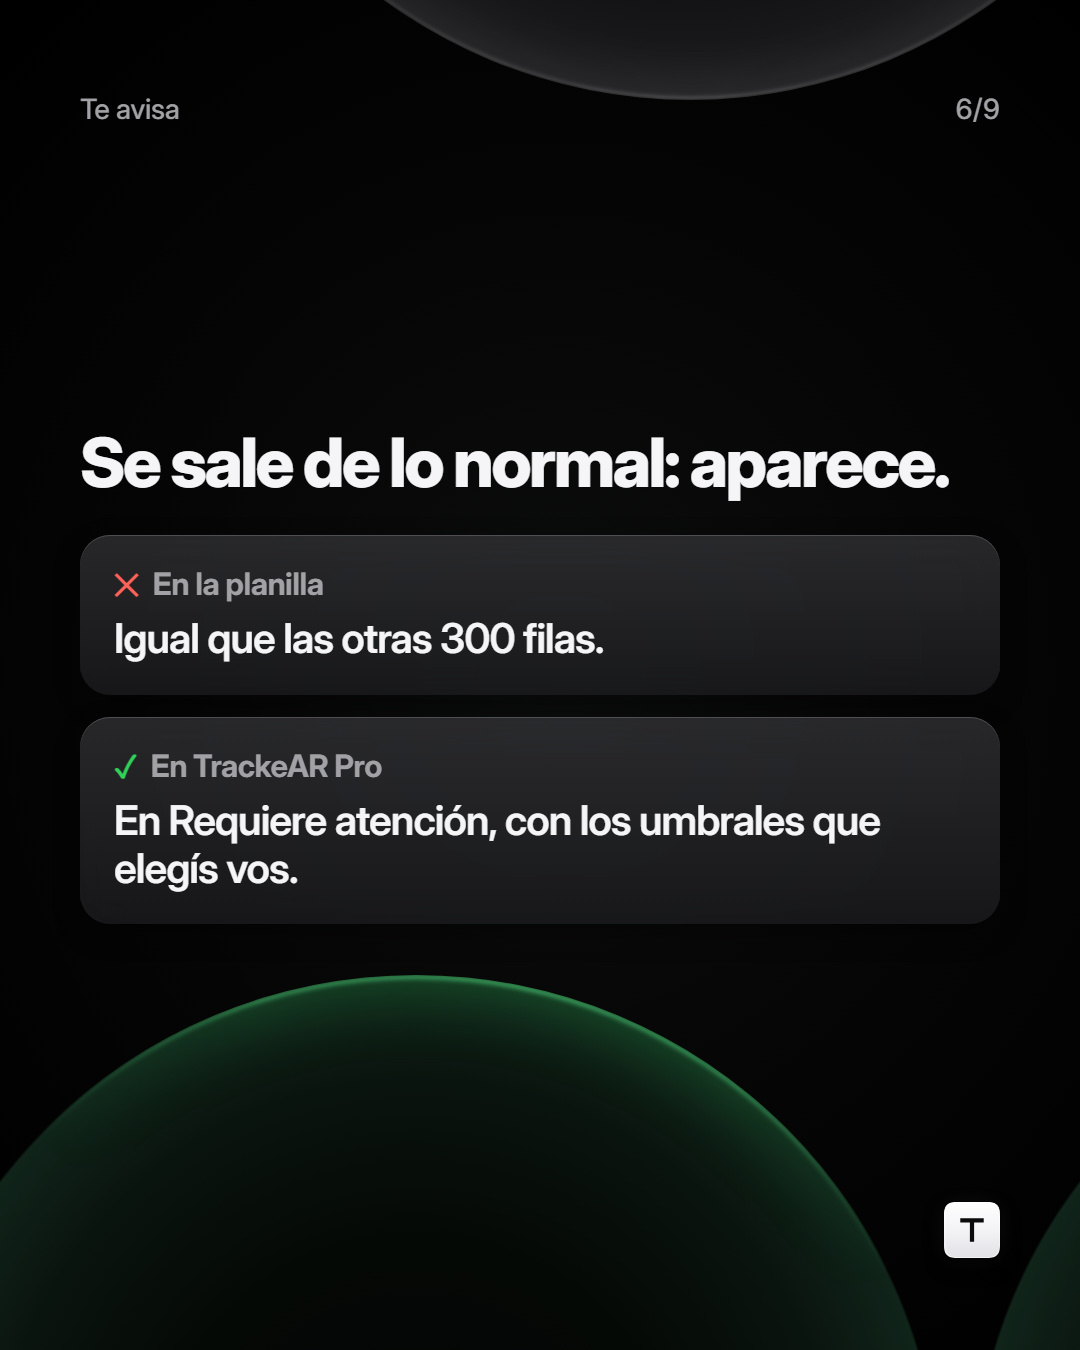 Te avisa
6/9
Se sale de lo normal: aparece.
En la planilla
Igual que las otras 300 filas.
En TrackeAR Pro
En Requiere atención, con los umbrales que
elegís vos.
T